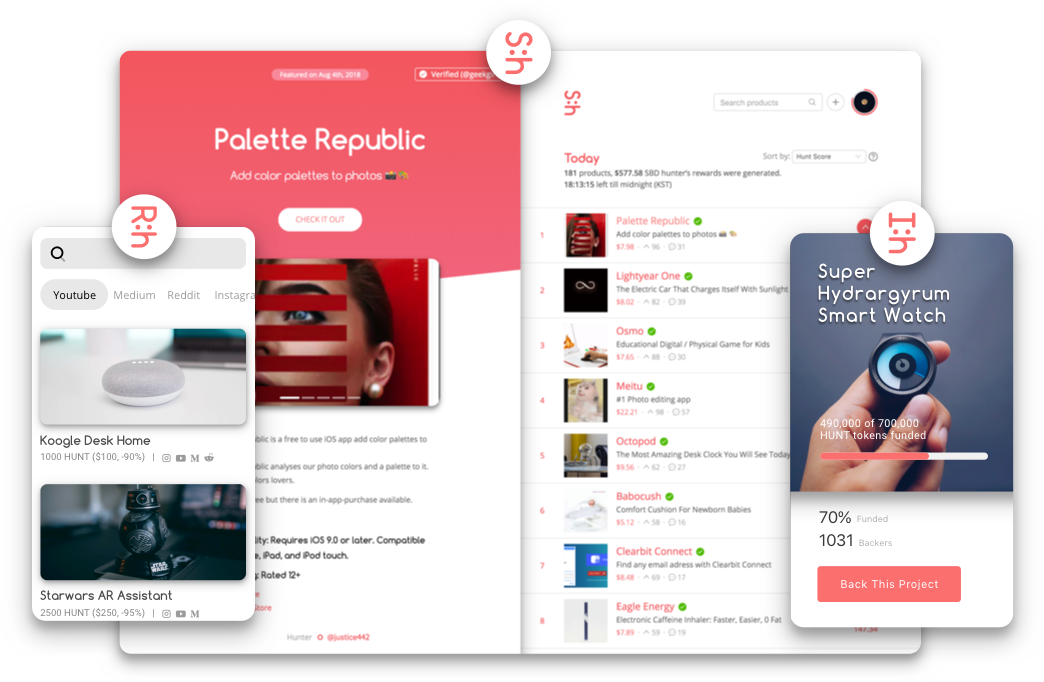 S:h
Featured on Aug 4th, 2018
Verified (@geekg
Palette Republic
Add color palettes to photos
CHECK IT OUT
blic is a free to use iOS app add color palettes to
blic analyses our photo colors and a palette to it.
lors lovers.
ee but there is an in-app-purchase available.
lity: Requires iOS 9.0 or later. Compatible
e, iPad, and iPod touch.
g: Rated 12+
e
Store
Hunter @justice442
S:h
Search products
Today
Sort by: Hunt Score
181 products, $577.58 SBD hunter's rewards were generated.
18:13:15 left till midnight (KST)
1
Palette Republic
Add color palettes to photos
$7.98 · 96 · 31
2
Lightyear One
The Electric Car That Charges Itself With Sunlight
$8.02 · 82 · 39
3
Osmo
Educational Digital / Physical Game for Kids
$7.65 · 88 · 30
4
Meitu
#1 Photo editing app
$22.21 · 98 · 57
5
Octopod
The Most Amazing Desk Clock You Will See Today
$9.56 · 62 · 27
6
Babocush
Comfort Cushion For Newborn Babies
$5.12 · 58 · 16
7
Clearbit Connect
Find any email adress with Clearbit Connect
$8.48 · 69 · 17
8
Eagle Energy
Electronic Caffeine Inhaler: Faster, Easier, 0 Fat
$7.89 · 59 · 19
147.34
R:h
Youtube Medium Reddit Instagra
Koogle Desk Home
1000 HUNT ($100, -90%) |
STAR
WARS
Starwars AR Assistant
2500 HUNT ($250, -95%) |
I:h
Super
Hydrargyrum
Smart Watch
490,000 of 700,000
HUNT tokens funded
70% Funded
1031 Backers
Back This Project